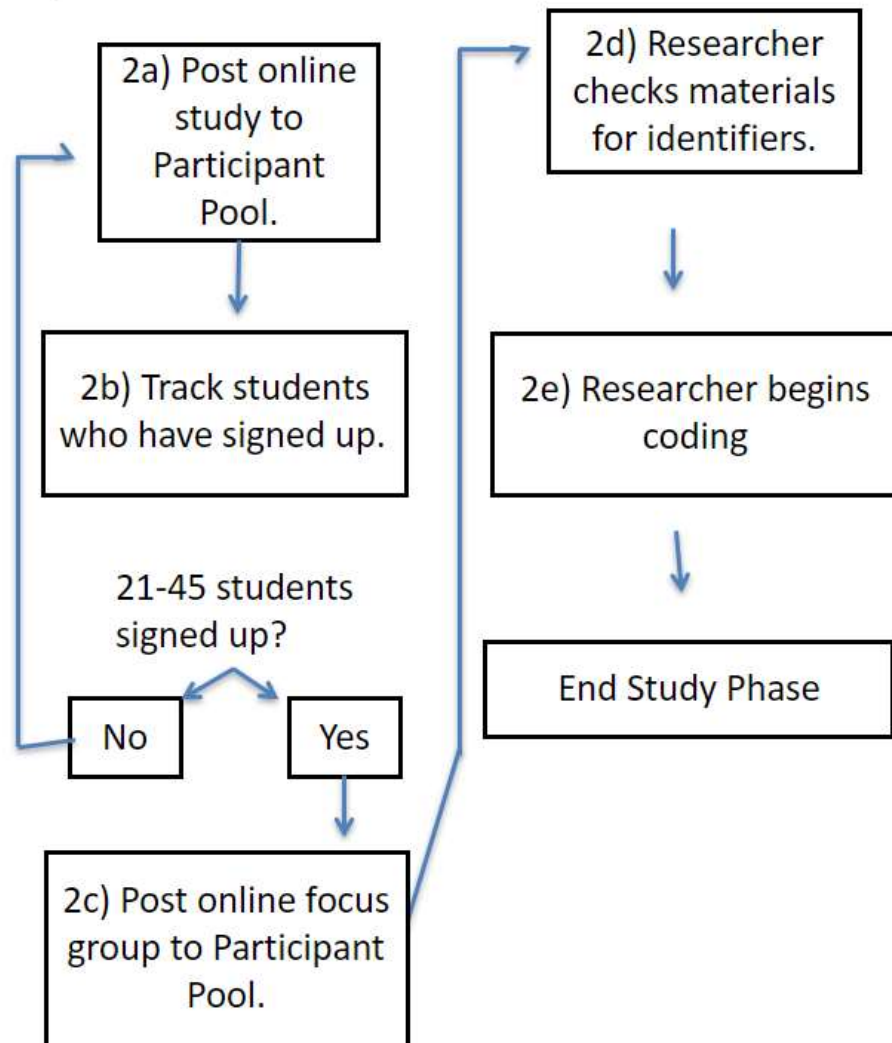 2a) Post online
study to
Participant
Pool.
2b) Track students
who have signed up.
21-45 students
signed up?
No
Yes
2c) Post online focus
group to Participant
Pool.
2d) Researcher
checks materials
for identifiers.
2e) Researcher begins
coding
End Study Phase